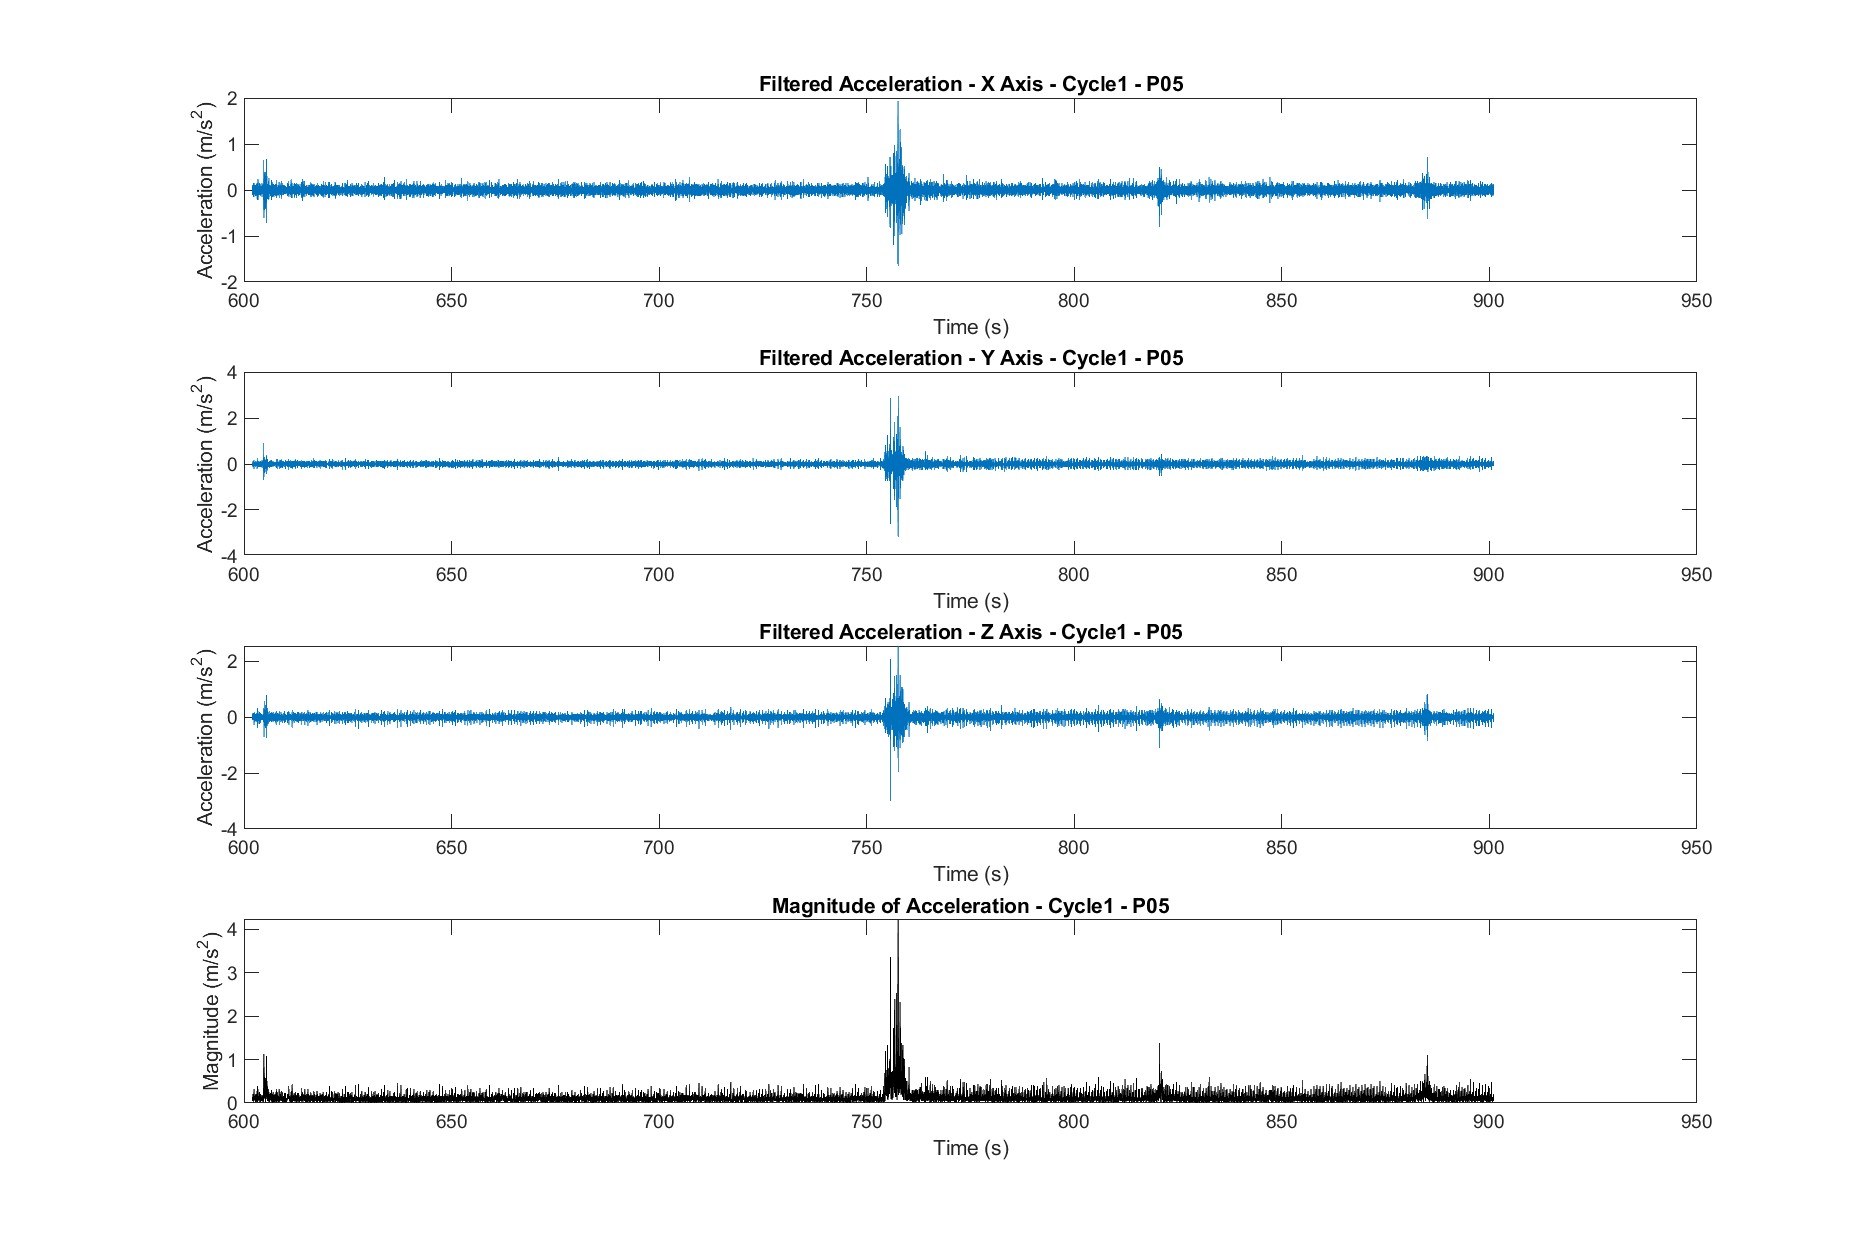 Filtered Acceleration - X Axis - Cycle1 - P05
Acceleration (m/s²)
2
1
0
-1
-2
600 650 700 750 800 850 900 950
Time (s)
Filtered Acceleration - Y Axis - Cycle1 - P05
Acceleration (m/s²)
4
2
0
-2
-4
600 650 700 750 800 850 900 950
Time (s)
Filtered Acceleration - Z Axis - Cycle1 - P05
Acceleration (m/s²)
2
0
-2
-4
600 650 700 750 800 850 900 950
Time (s)
Magnitude of Acceleration - Cycle1 - P05
Magnitude (m/s²)
4
3
2
1
0
600 650 700 750 800 850 900 950
Time (s)